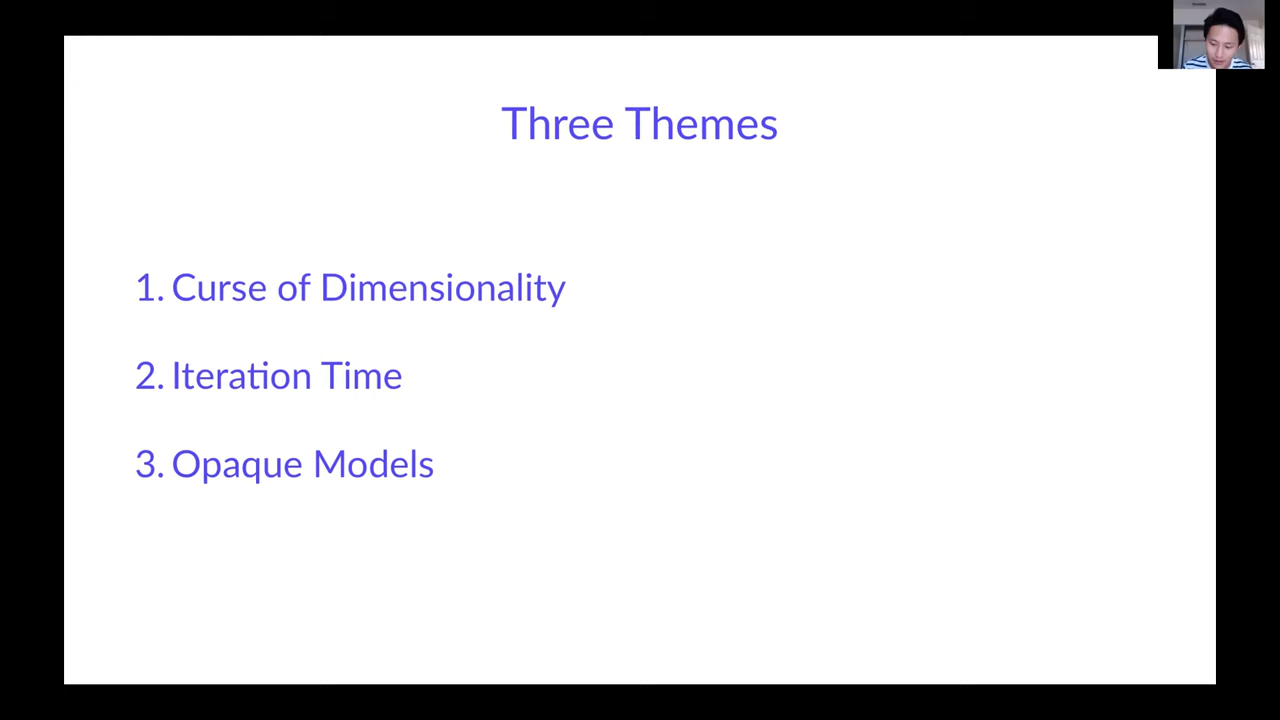 Three Themes
1. Curse of Dimensionality
2. Iteration Time
3. Opaque Models